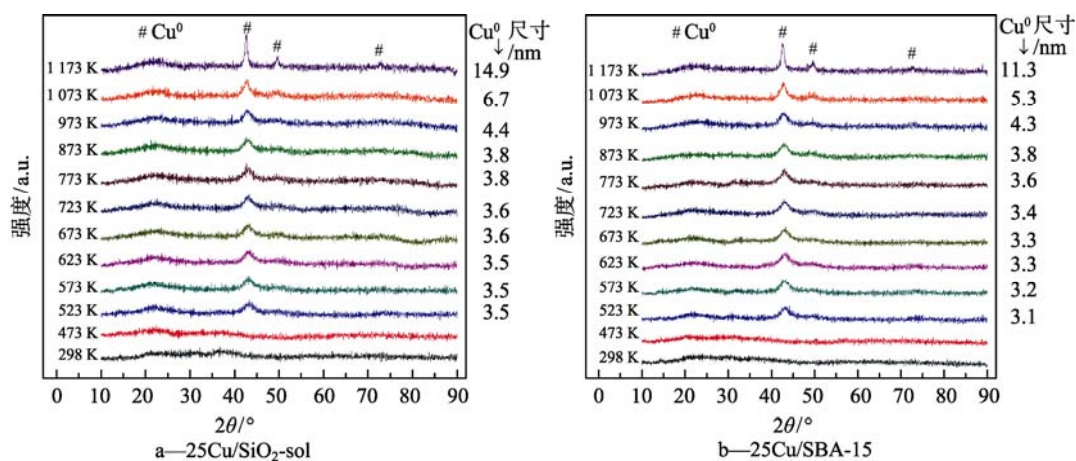 # Cu⁰
Cu⁰ 尺寸
↓/nm
#
#
#
1 173 K
14.9
1 073 K
6.7
973 K
4.4
873 K
3.8
773 K
3.8
723 K
3.6
673 K
3.6
623 K
3.5
573 K
3.5
523 K
3.5
473 K
298 K
强度/a.u.
0 10 20 30 40 50 60 70 80 90
2θ/°
a—25Cu/SiO₂-sol
# Cu⁰
Cu⁰ 尺寸
↓/nm
#
#
#
1 173 K
11.3
1 073 K
5.3
973 K
4.3
873 K
3.8
773 K
3.6
723 K
3.4
673 K
3.3
623 K
3.3
573 K
3.2
523 K
3.1
473 K
298 K
强度/a.u.
0 10 20 30 40 50 60 70 80 90
2θ/°
b—25Cu/SBA-15